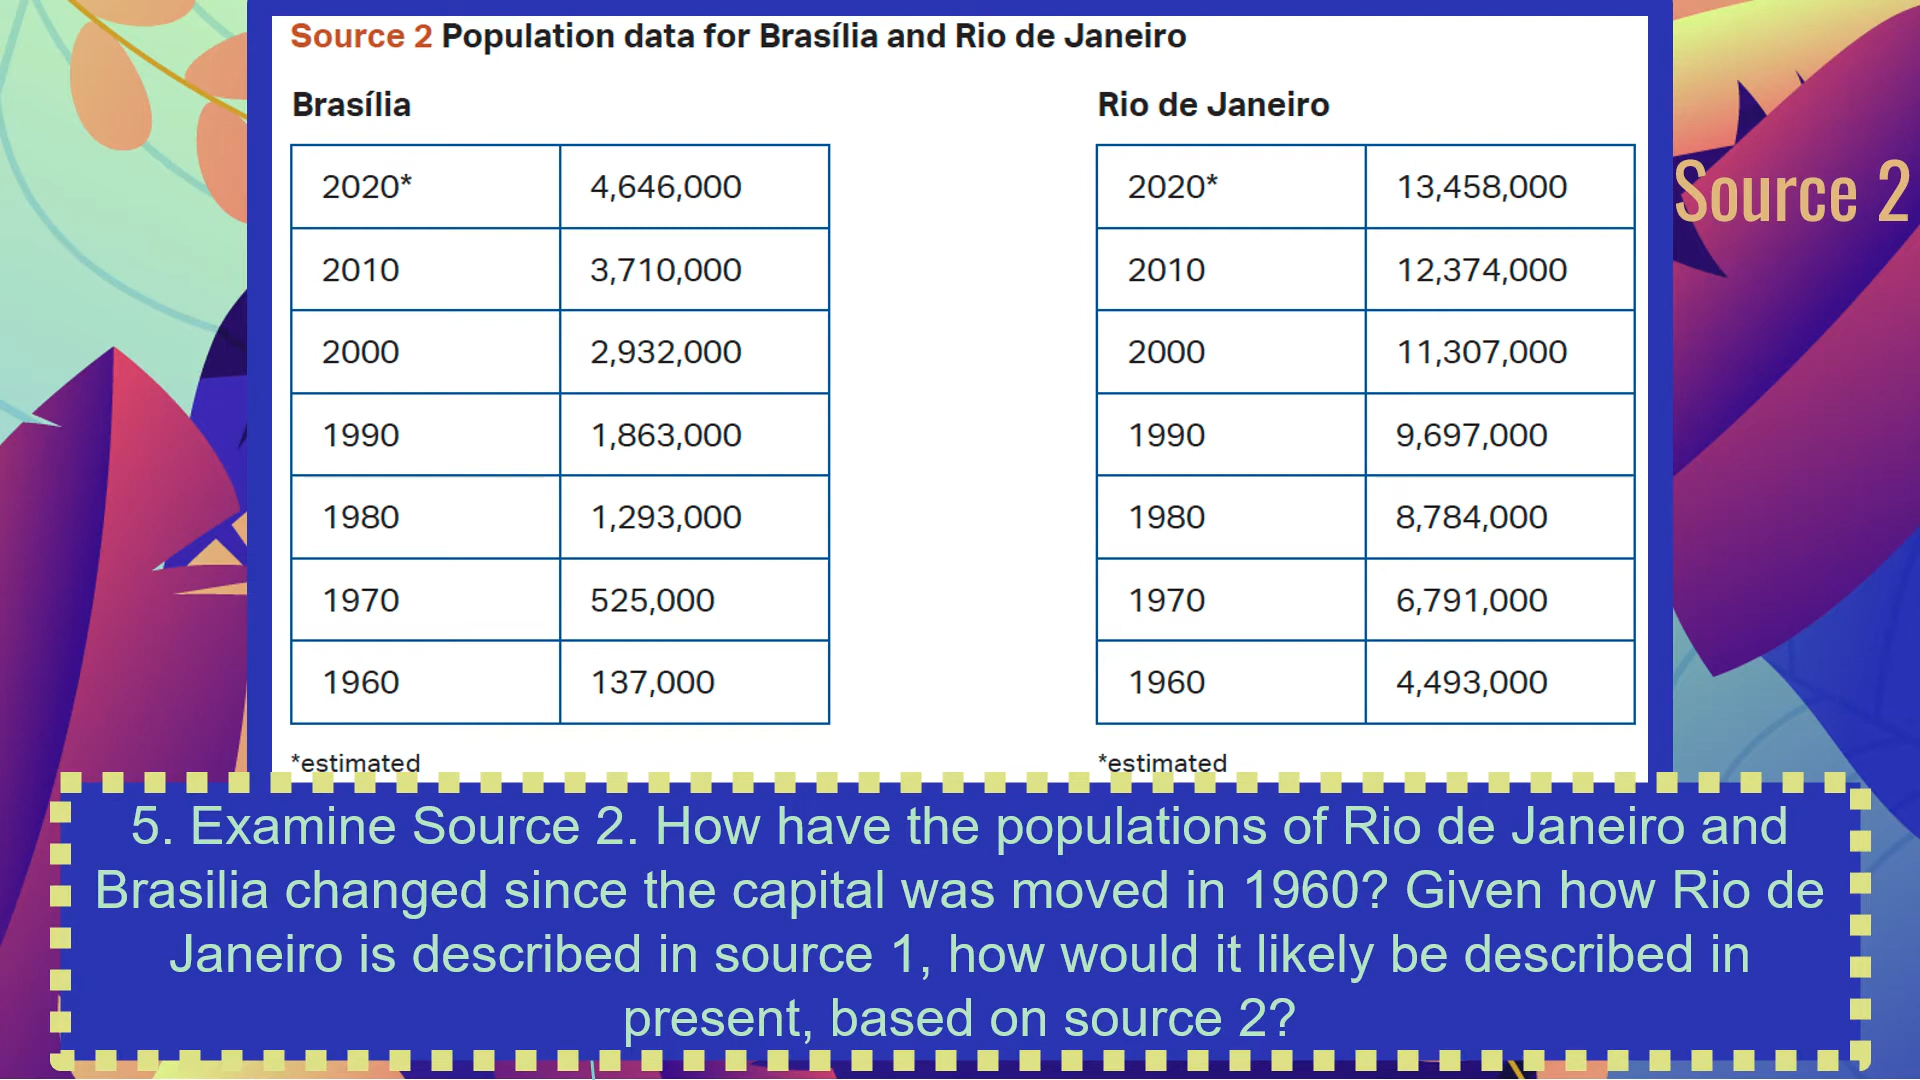 Source 2 Population data for Brasília and Rio de Janeiro
Brasília
2020* 4,646,000
2010 3,710,000
2000 2,932,000
1990 1,863,000
1980 1,293,000
1970 525,000
1960 137,000
*estimated
Rio de Janeiro
2020* 13,458,000
2010 12,374,000
2000 11,307,000
1990 9,697,000
1980 8,784,000
1970 6,791,000
1960 4,493,000
*estimated
Source 2
5. Examine Source 2. How have the populations of Rio de Janeiro and
Brasilia changed since the capital was moved in 1960? Given how Rio de
Janeiro is described in source 1, how would it likely be described in
present, based on source 2?